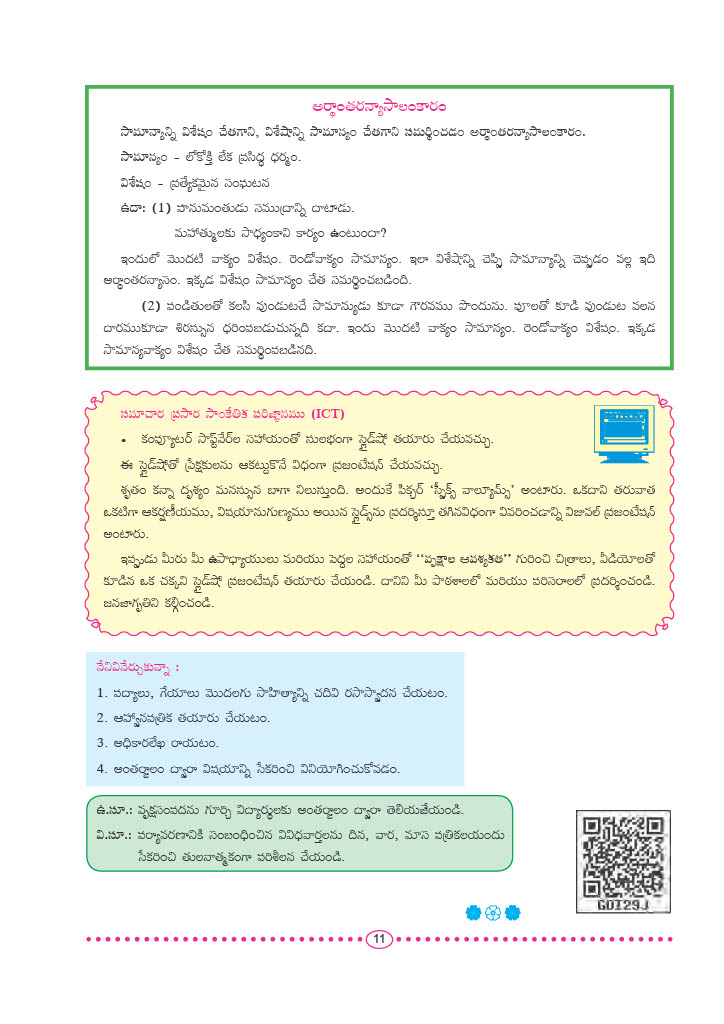 అర్థాంతరన్యాసాలంకారం
సామాన్యాన్ని విశేషం చేతగాని, విశేషాన్ని సామాన్యం చేతగాని సమర్థించడం అర్థాంతరన్యాసాలంకారం.
సామాన్యం – లోకోక్తి లేక ప్రసిద్ధ ధర్మం.
విశేషం – ప్రత్యేకమైన సంఘటన
ఉదా: (1) హనుమంతుడు సముద్రాన్ని దాటాడు.
మహాత్ములకు సాధ్యంకాని కార్యం ఉంటుందా?
ఇందులో మొదటి వాక్యం విశేషం. రెండోవాక్యం సామాన్యం. ఇలా విశేషాన్ని చెప్పి సామాన్యాన్ని చెప్పడం వల్ల ఇది
అర్థాంతరన్యాసం. ఇక్కడ విశేషం సామాన్యం చేత సమర్థించబడింది.
(2) పండితులతో కలసి వుండుటచే సామాన్యుడు కూడా గౌరవము పొందును. పూలతో కూడి వుండుట వలన
దారముకూడా శిరస్సున ధరింపబడుచున్నది కదా. ఇందు మొదటి వాక్యం సామాన్యం. రెండోవాక్యం విశేషం. ఇక్కడ
సామాన్యవాక్యం విశేషం చేత సమర్థింపబడినది.
సమాచార ప్రసార సాంకేతిక పరిజ్ఞానము (ICT)
• కంప్యూటర్ సాఫ్ట్‌వేర్‌ల సహాయంతో సులభంగా స్లైడ్‌షో తయారు చేయవచ్చు.
ఈ స్లైడ్‌షోతో ప్రేక్షకులను ఆకట్టుకొనే విధంగా ప్రజంటేషన్ చేయవచ్చు.
శృతం కన్నా దృశ్యం మనస్సున బాగా నిలుస్తుంది. అందుకే పిక్చర్ ‘స్పీక్స్ వాల్యూమ్స్’ అంటారు. ఒకదాని తరువాత
ఒకటిగా ఆకర్షణీయము, విషయానుగుణ్యము అయిన స్లైడ్స్‌ను ప్రదర్శిస్తూ తగినవిధంగా వివరించడాన్ని విజువల్ ప్రజంటేషన్
అంటారు.
ఇప్పుడు మీరు మీ ఉపాధ్యాయులు మరియు పెద్దల సహాయంతో “వృక్షాల ఆవశ్యకత” గురించి చిత్రాలు, వీడియోలతో
కూడిన ఒక చక్కని స్లైడ్‌షో ప్రజంటేషన్ తయారు చేయండి. దానిని మీ పాఠశాలలో మరియు పరిసరాలలో ప్రదర్శించండి.
జనజాగృతిని కల్గించండి.
నేనివినేర్చుకున్నా :
1. పద్యాలు, గేయాలు మొదలగు సాహిత్యాన్ని చదివి రసాస్వాదన చేయటం.
2. ఆహ్వానపత్రిక తయారు చేయటం.
3. అధికారలేఖ రాయటం.
4. అంతర్జాలం ద్వారా విషయాన్ని సేకరించి వినియోగించుకోవడం.
ఉ.సూ.: వృక్షసంపదను గూర్చి విద్యార్థులకు అంతర్జాలం ద్వారా తెలియజేయండి.
వి.సూ.: పర్యావరణానికి సంబంధించిన వివిధవార్తలను దిన, వార, మాస పత్రికలయందు
సేకరించి తులనాత్మకంగా పరిశీలన చేయండి.
G0I29J
11